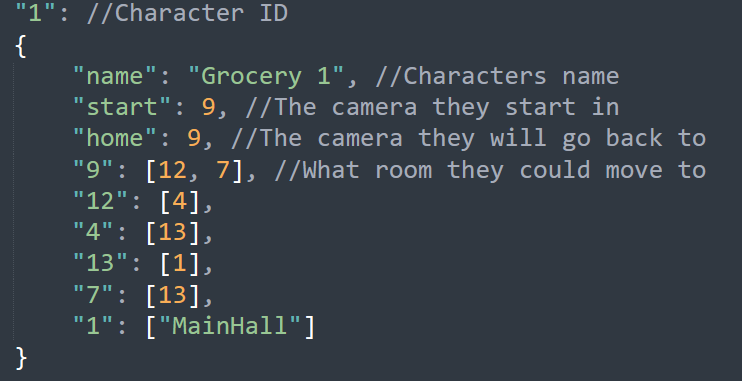 "1": //Character ID
{
"name": "Grocery 1", //Characters name
"start": 9, //The camera they start in
"home": 9, //The camera they will go back to
"9": [12, 7], //What room they could move to
"12": [4],
"4": [13],
"13": [1],
"7": [13],
"1": ["MainHall"]
}